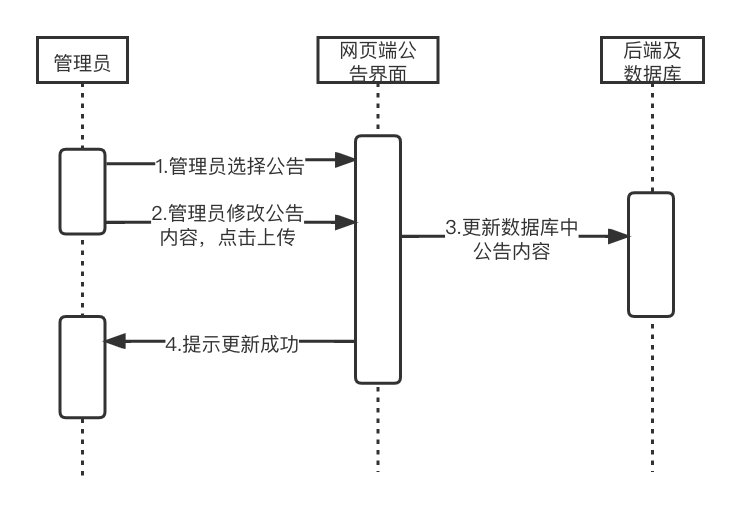 管理员
网页端公
告界面
后端及
数据库
1.管理员选择公告
2.管理员修改公告
内容，点击上传
3.更新数据库中
公告内容
4.提示更新成功